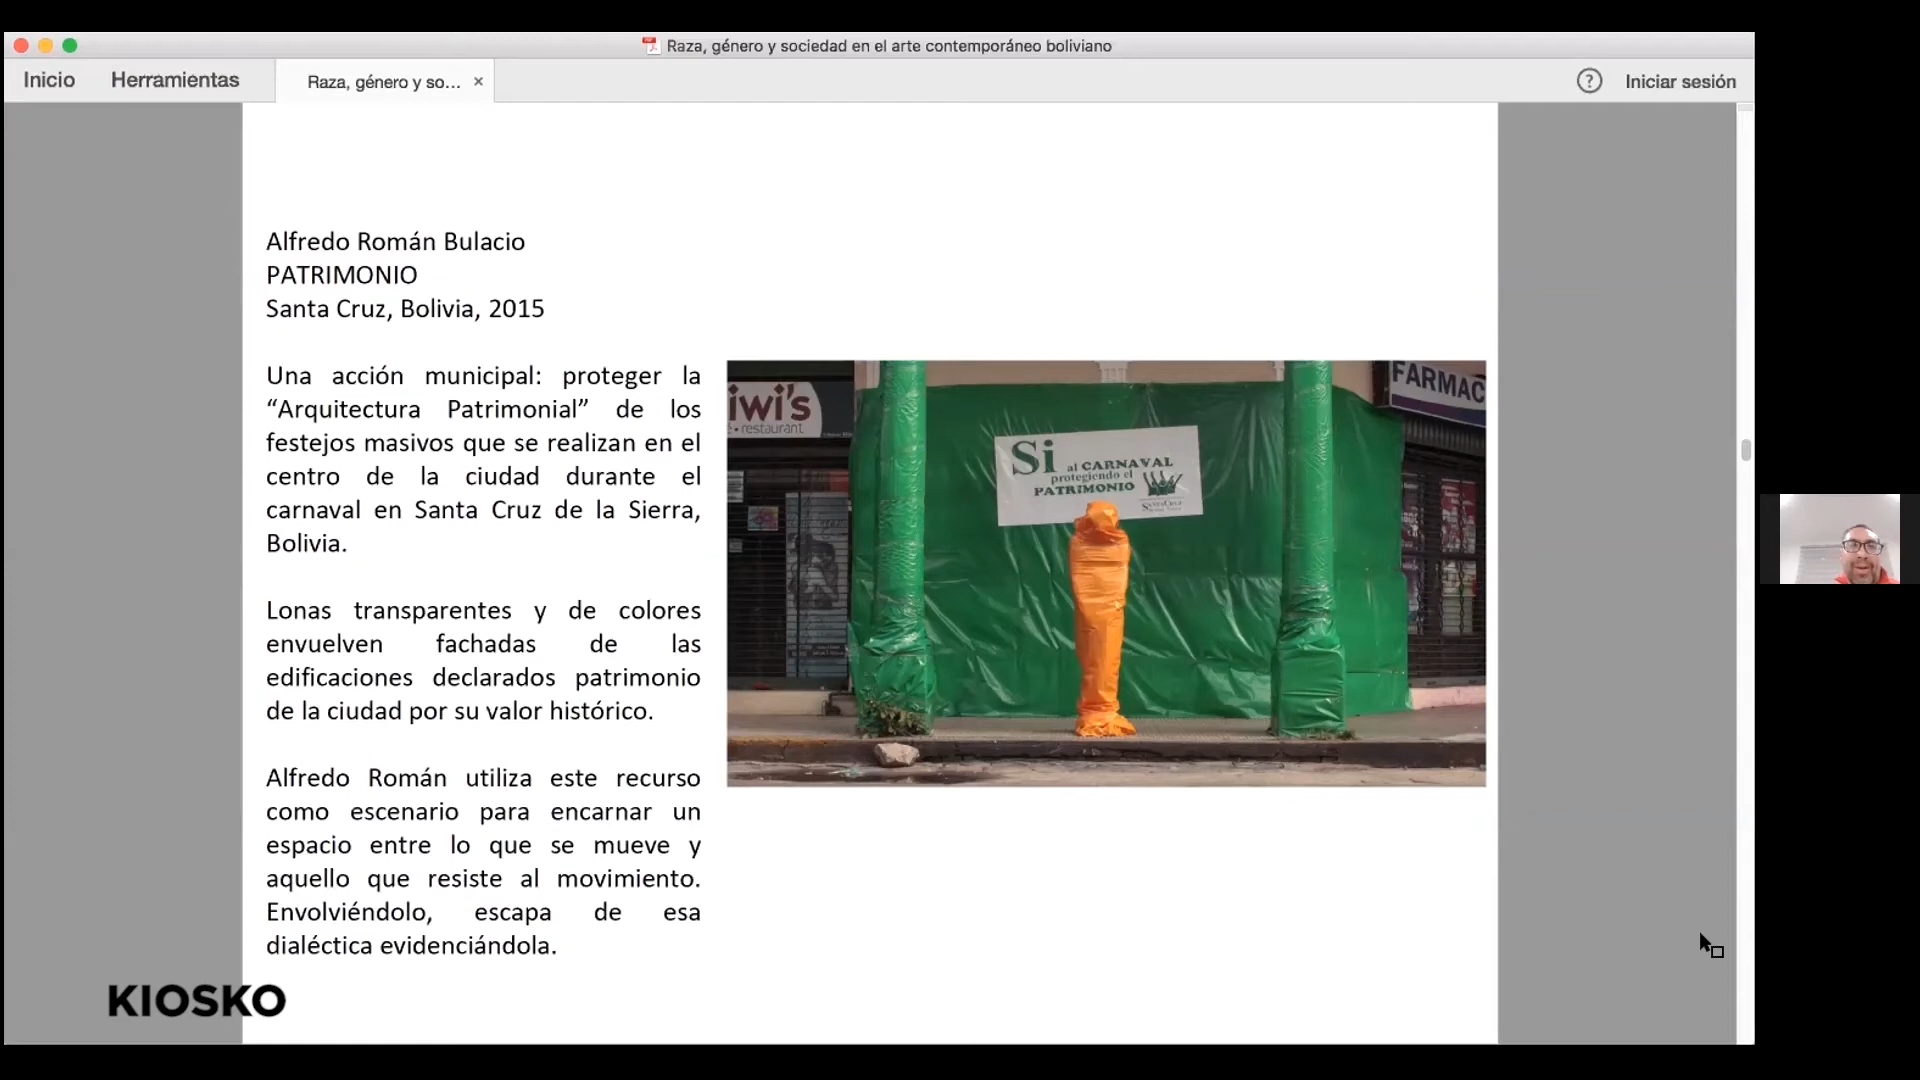 Raza, género y sociedad en el arte contemporáneo boliviano
Inicio
Herramientas
Raza, género y so... ×
?
Iniciar sesión
Alfredo Román Bulacio
PATRIMONIO
Santa Cruz, Bolivia, 2015
Una acción municipal: proteger la
“Arquitectura Patrimonial” de los
festejos masivos que se realizan en el
centro de la ciudad durante el
carnaval en Santa Cruz de la Sierra,
Bolivia.
Lonas transparentes y de colores
envuelven fachadas de las
edificaciones declarados patrimonio
de la ciudad por su valor histórico.
Alfredo Román utiliza este recurso
como escenario para encarnar un
espacio entre lo que se mueve y
aquello que resiste al movimiento.
Envolviéndolo, escapa de esa
dialéctica evidenciándola.
iwi's
restaurant
Si al CARNAVAL
protegiendo el
PATRIMONIO
FARMAC
KIOSKO